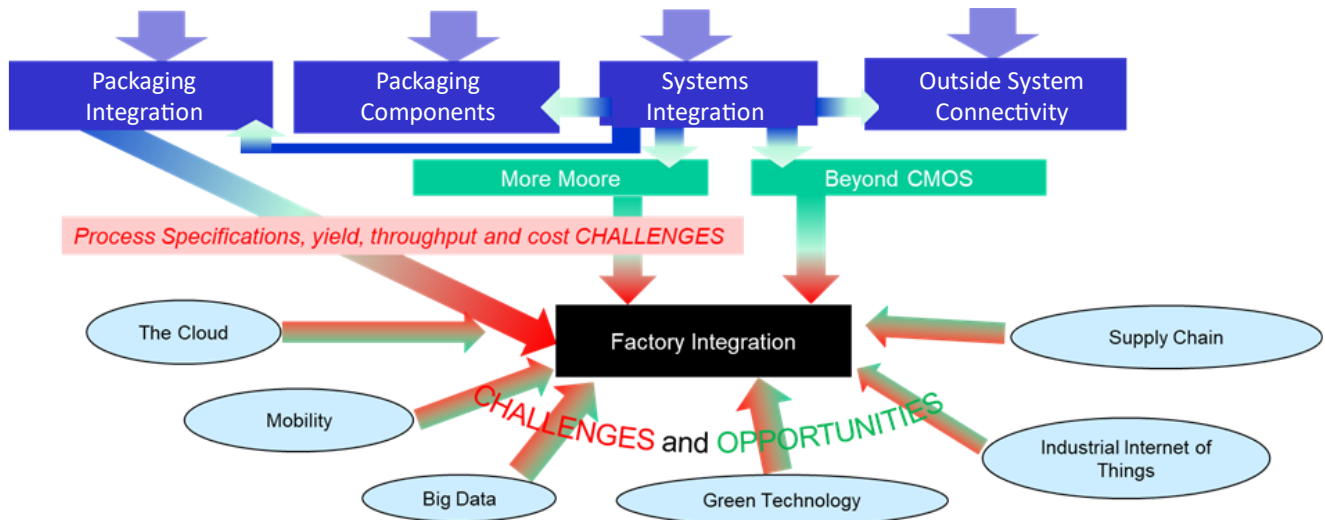 Packaging
Integration
Packaging
Components
Systems
Integration
Outside System
Connectivity
More Moore
Beyond CMOS
Process Specifications, yield, throughput and cost CHALLENGES
The Cloud
Factory Integration
Supply Chain
Mobility
CHALLENGES and OPPORTUNITIES
Industrial Internet of
Things
Big Data
Green Technology